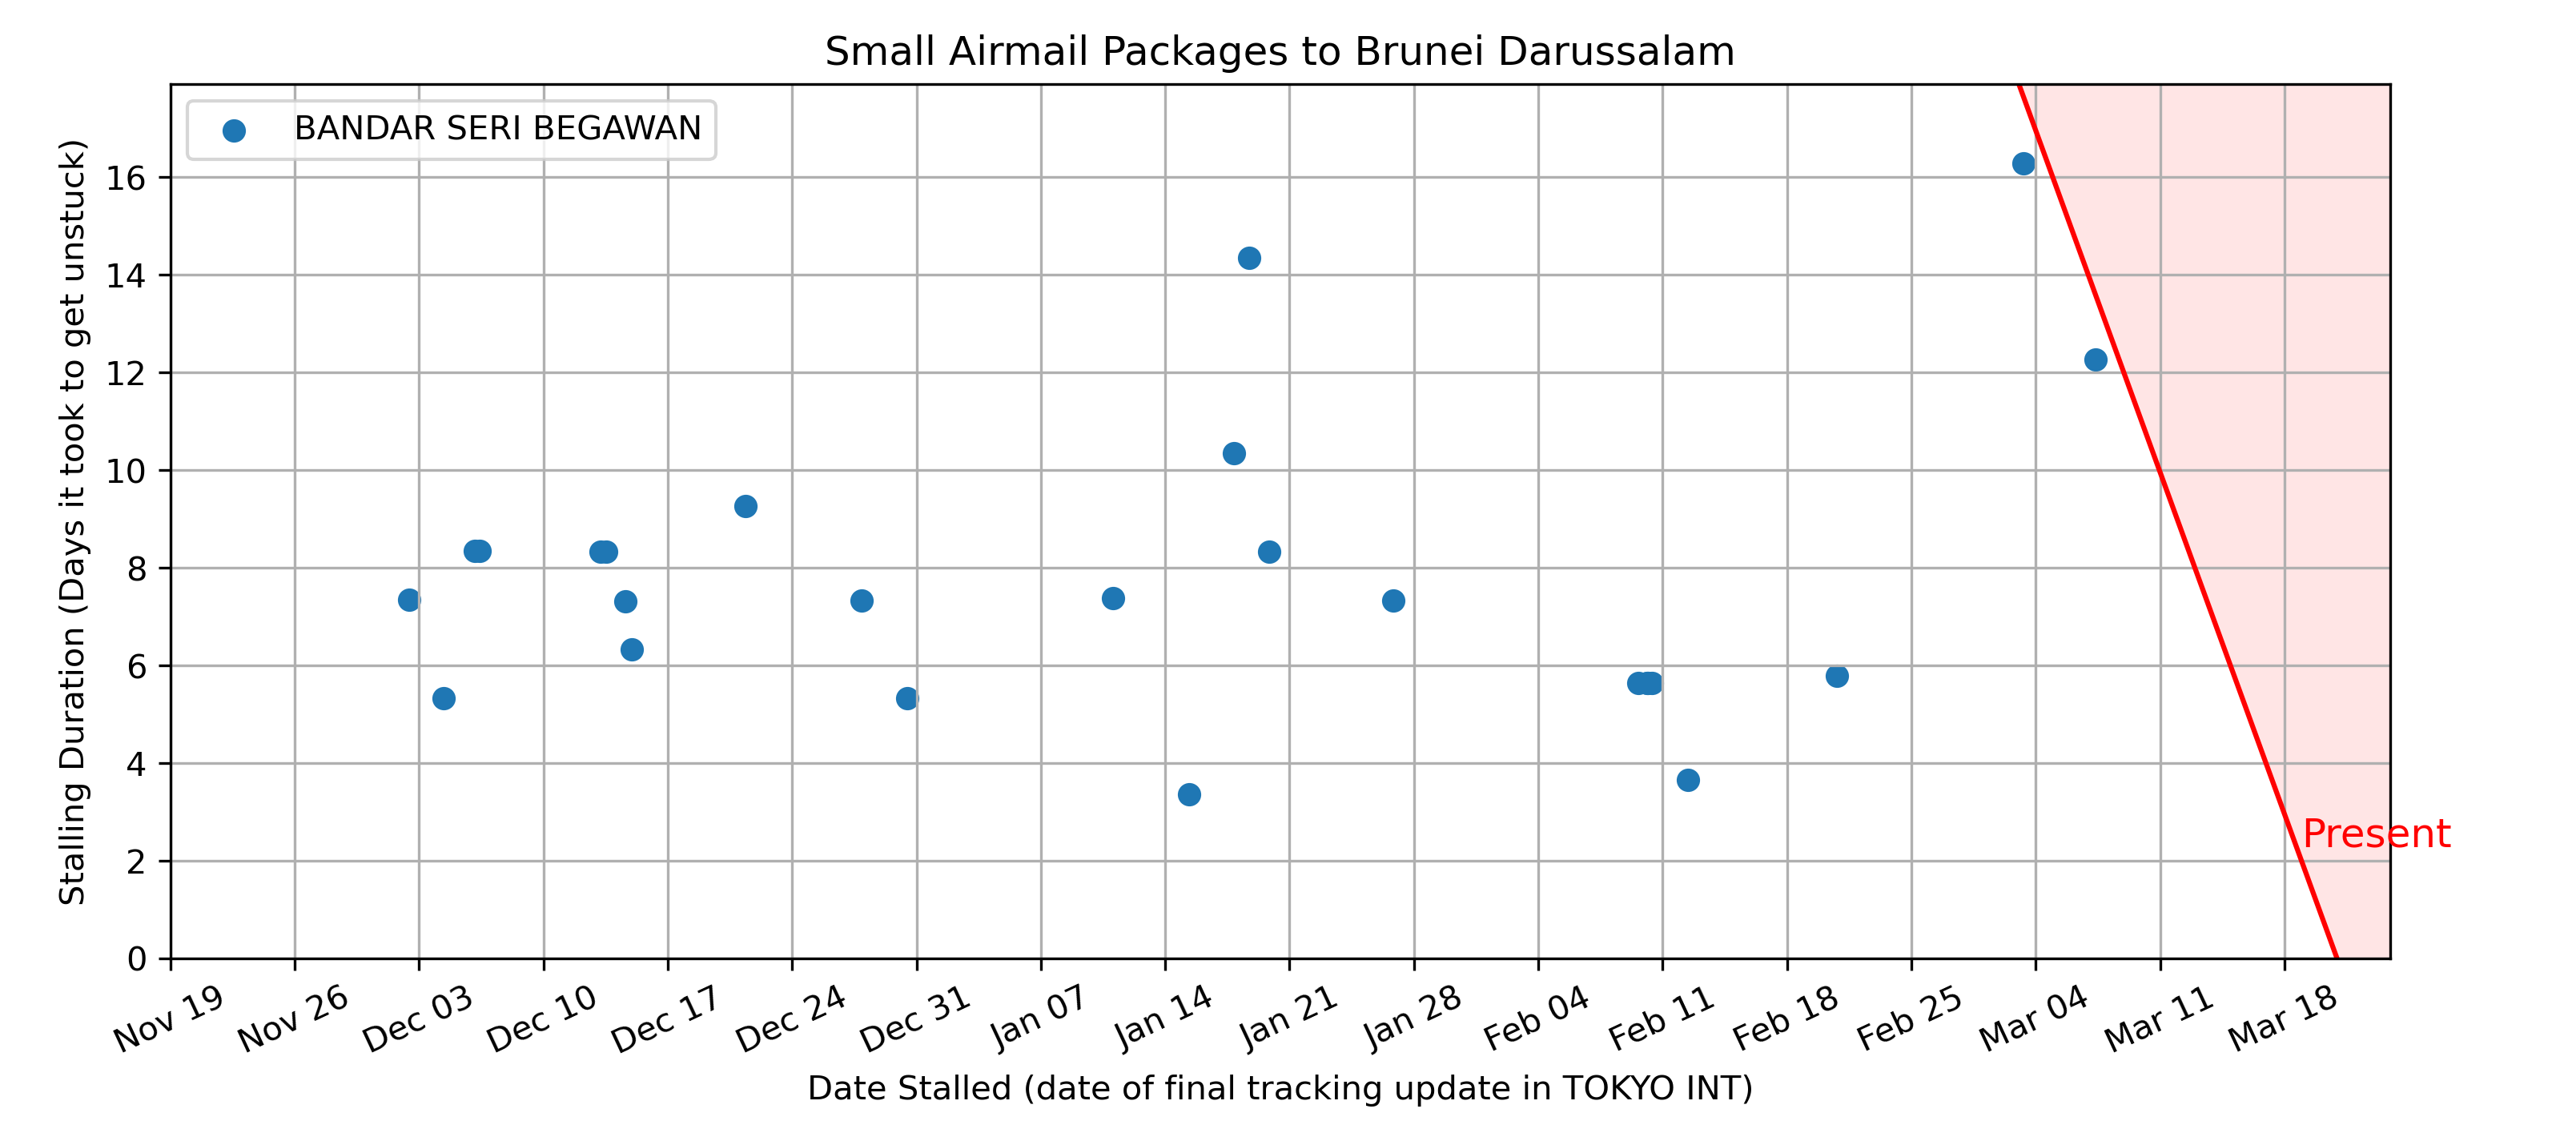 Small Airmail Packages to Brunei Darussalam
BANDAR SERI BEGAWAN
Stalling Duration (Days it took to get unstuck)
16
14
12
10
8
6
4
2
0
Present
Nov 19 Nov 26 Dec 03 Dec 10 Dec 17 Dec 24 Dec 31 Jan 07 Jan 14 Jan 21 Jan 28 Feb 04 Feb 11 Feb 18 Feb 25 Mar 04 Mar 11 Mar 18
Date Stalled (date of final tracking update in TOKYO INT)